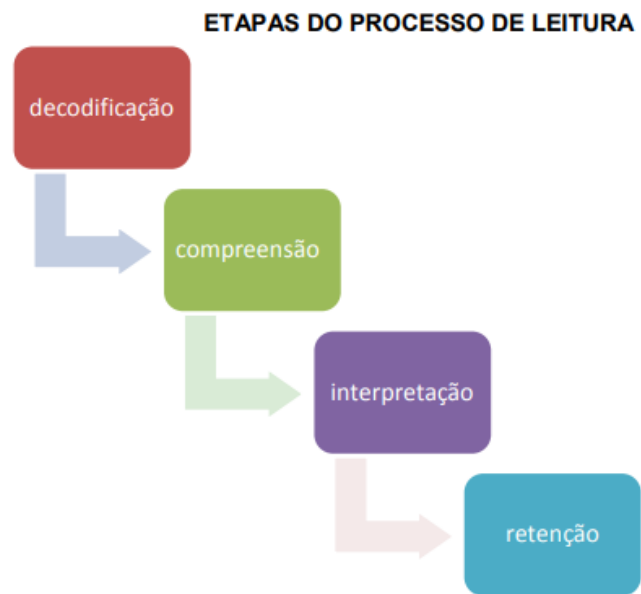 ETAPAS DO PROCESSO DE LEITURA
decodificação
compreensão
interpretação
retenção